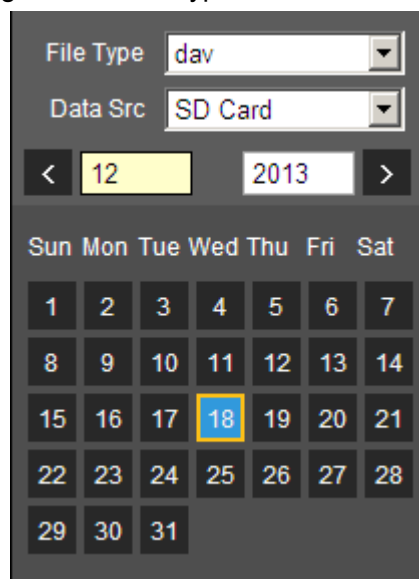 File Type dav
Data Src SD Card
< 12 2013 >
Sun Mon Tue Wed Thu Fri Sat
1 2 3 4 5 6 7
8 9 10 11 12 13 14
15 16 17 18 19 20 21
22 23 24 25 26 27 28
29 30 31